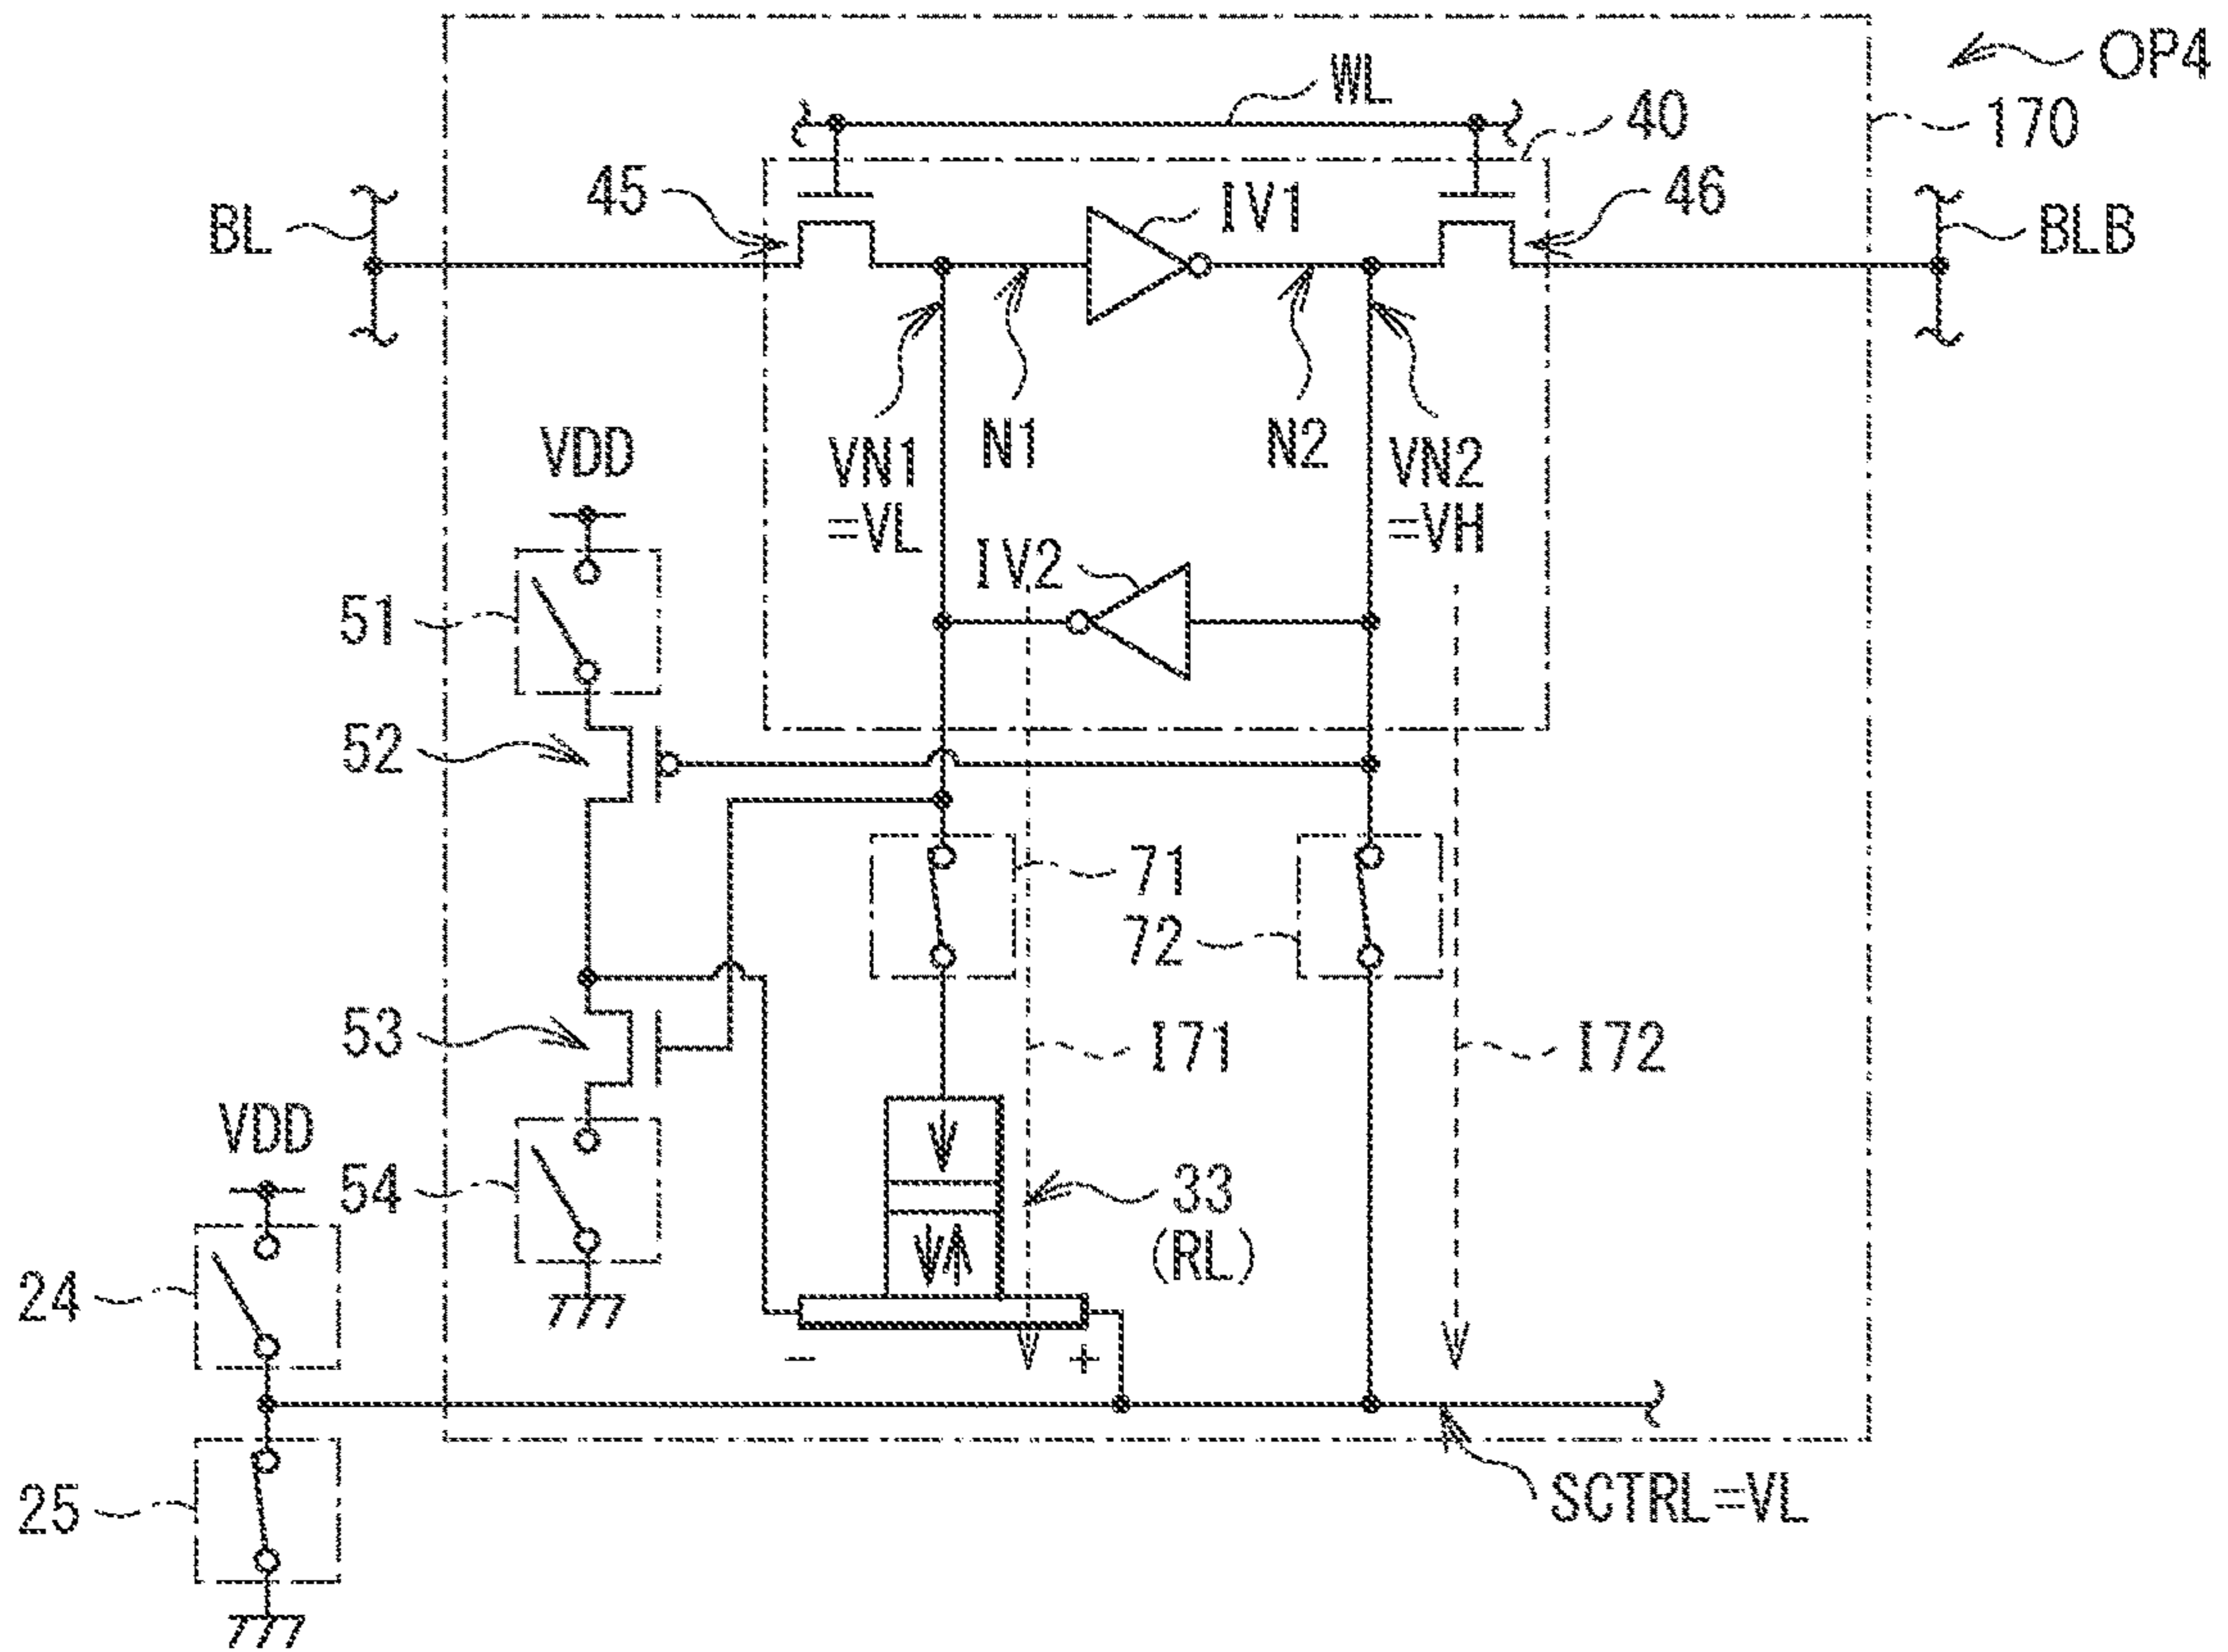 OP4
WL
40
170
45
IV1
46
BL
BLB
VDD
VN1
=VL
N1
N2
VN2
=VH
IV2
51
52
71
72
53
I71
I72
VDD
54
33
(RL)
24
- +
25
SCTRL=VL